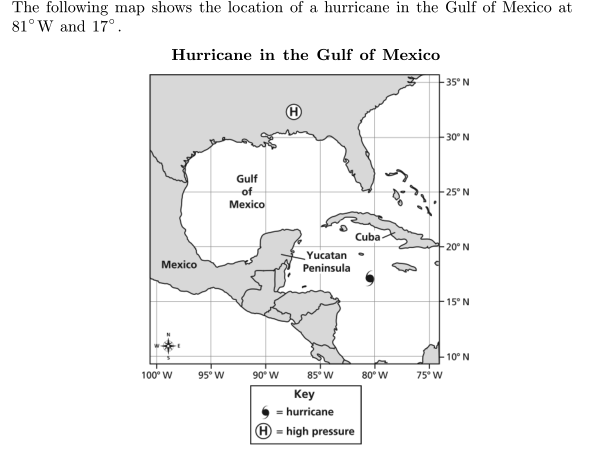 The following map shows the location of a hurricane in the Gulf of Mexico at
81° W and 17°.
Hurricane in the Gulf of Mexico
35° N
H
30° N
Gulf
of
Mexico
25° N
Cuba
20° N
Mexico
Yucatan
Peninsula
15° N
N
W E
S
10° N
100° W 95° W 90° W 85° W 80° W 75° W
Key
= hurricane
H = high pressure